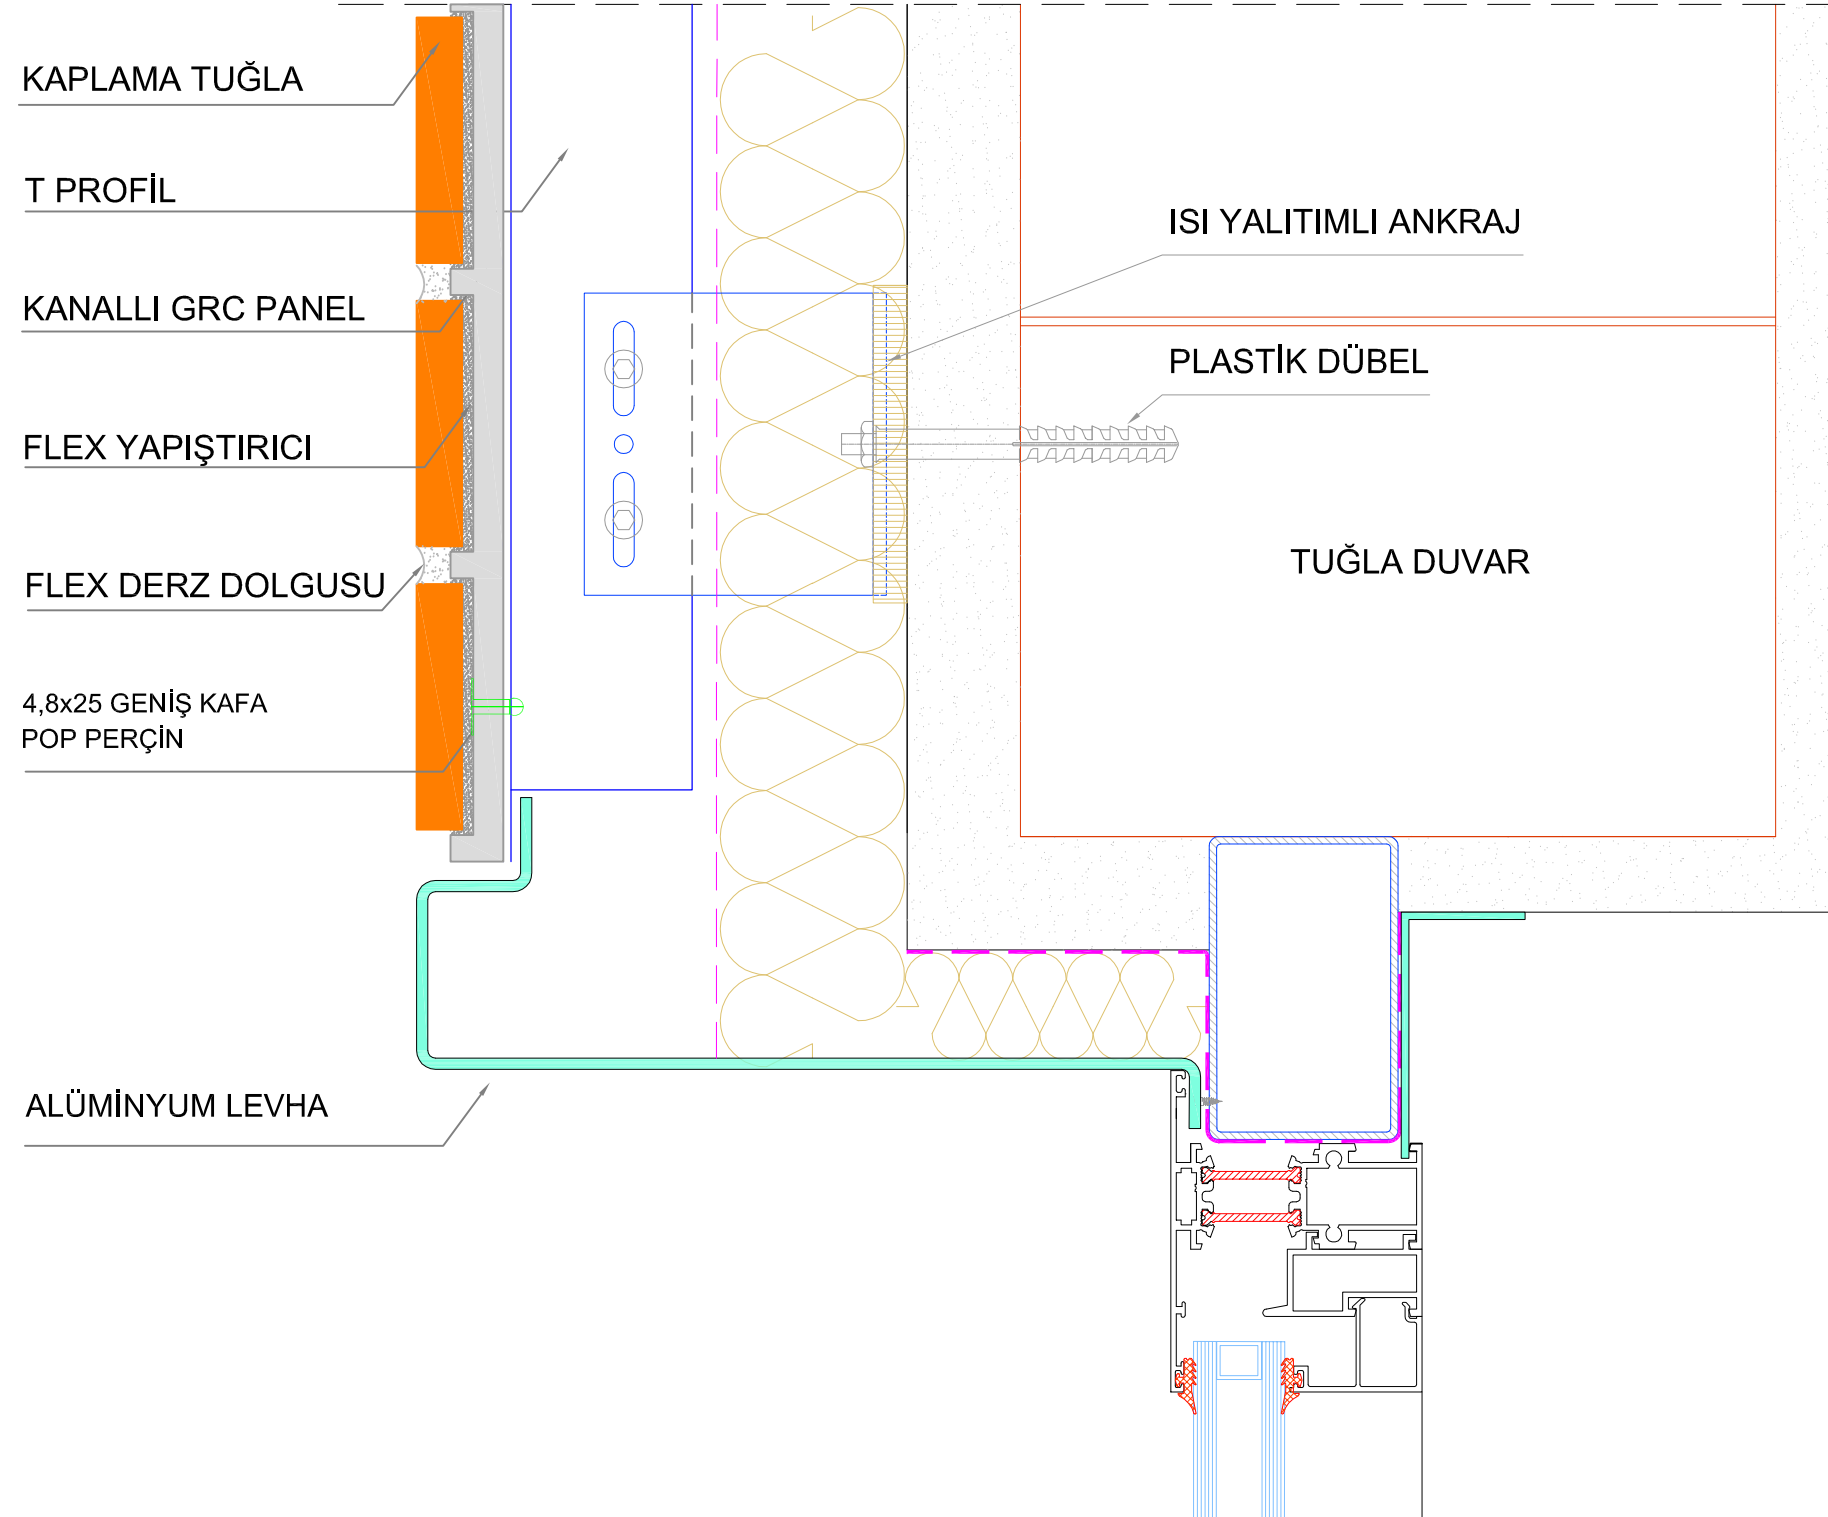 KAPLAMA TUĞLA
T PROFİL
KANALLI GRC PANEL
FLEX YAPIŞTIRICI
FLEX DERZ DOLGUSU
4,8x25 GENİŞ KAFA
POP PERÇİN
ALÜMİNYUM LEVHA
ISI YALITIMLI ANKRAJ
PLASTİK DÜBEL
TUĞLA DUVAR